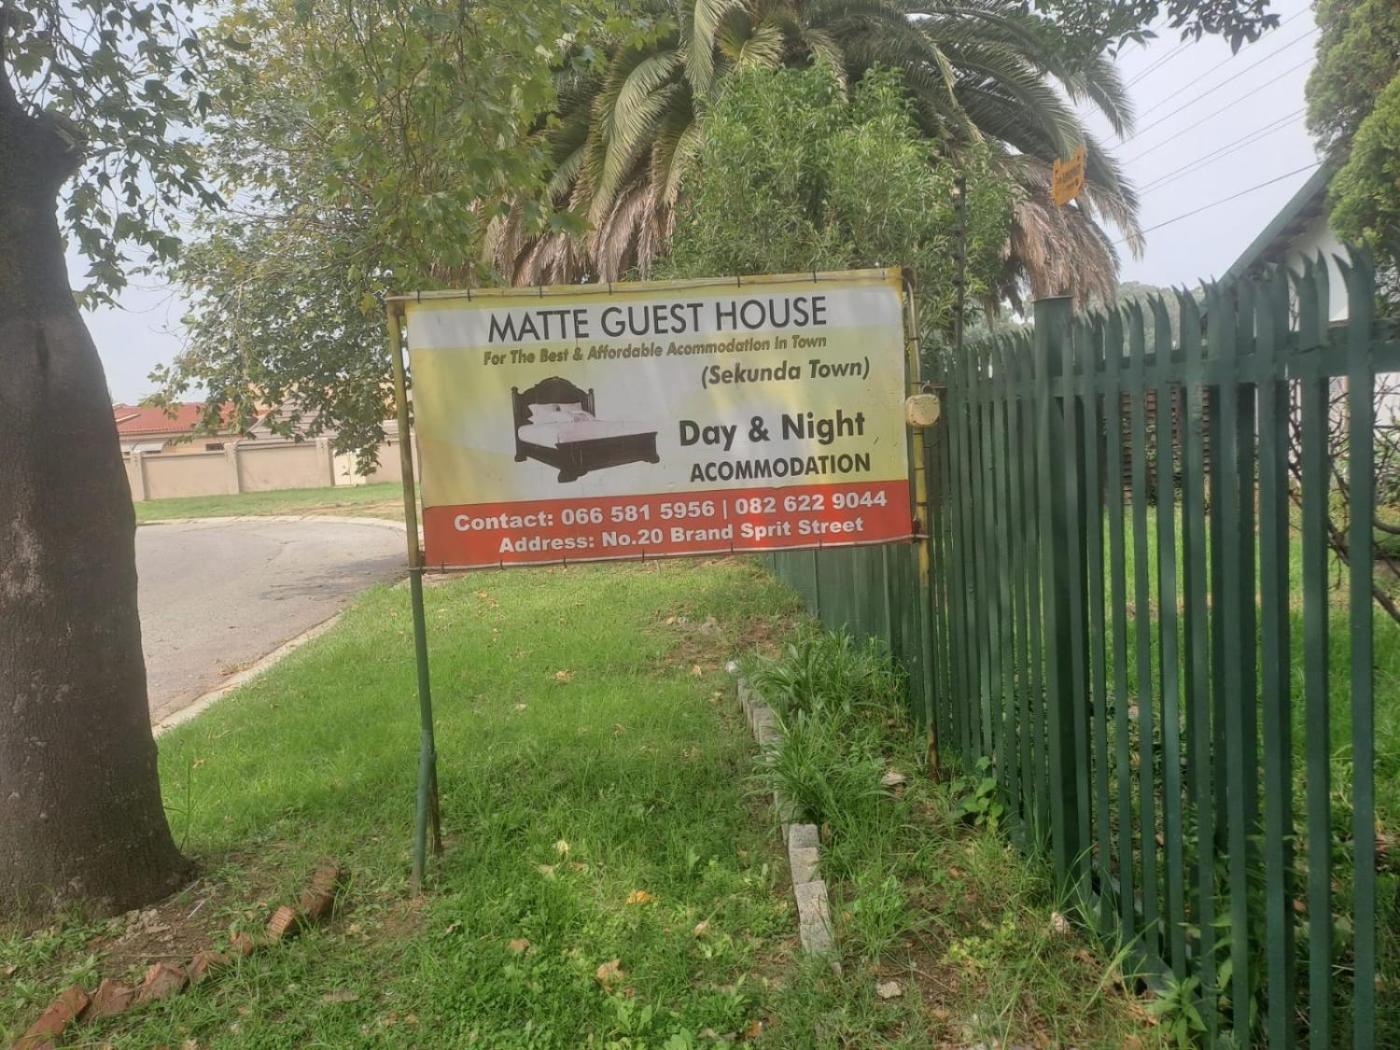 MATTE GUEST HOUSE
For The Best & Affordable Acommodation In Town
(Sekunda Town)
Day & Night
ACOMMODATION
Contact: 066 581 5956 | 082 622 9044
Address: No.20 Brand Sprit Street